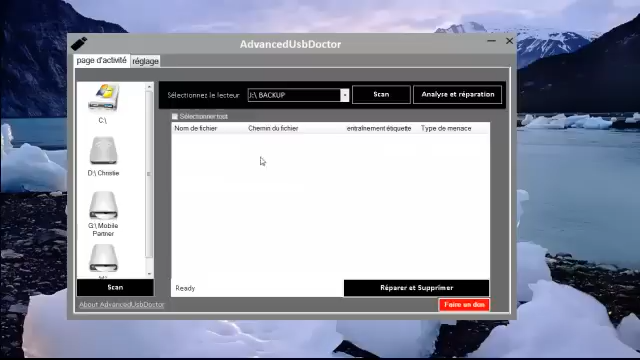 AdvancedUsbDoctor
page d'activité
réglage
Sélectionnez le lecteur
J:\ BACKUP
Scan
Analyse et réparation
Sélectionner tout
Nom de fichier
Chemin du fichier
entraînement étiquette
Type de menace
C:\
D:\ Christie
G:\ Mobile
Partner
Scan
Ready
Réparer et Supprimer
About AdvancedUsbDoctor
Faire un don